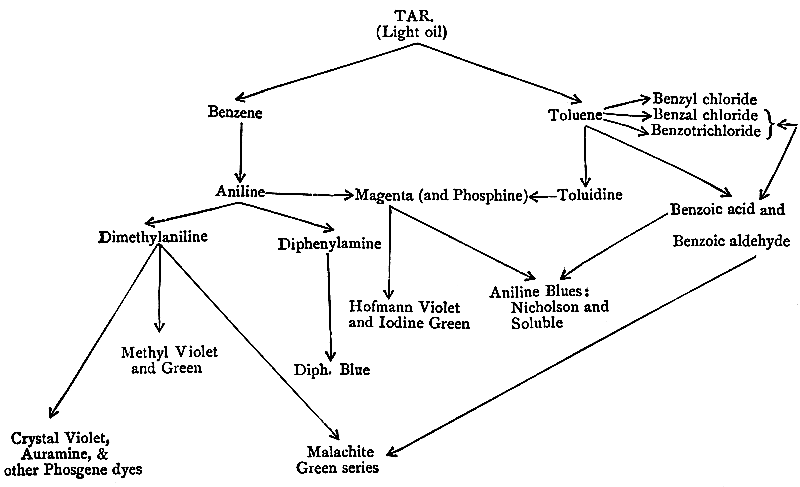 TAR.
(Light oil)
Benzene
Toluene
Benzyl chloride
Benzal chloride
Benzotrichloride
Aniline
Magenta (and Phosphine)
Toluidine
Benzoic acid and
Benzoic aldehyde
Dimethylaniline
Diphenylamine
Hofmann Violet
and Iodine Green
Aniline Blues:
Nicholson and
Soluble
Methyl Violet
and Green
Diph. Blue
Crystal Violet,
Auramine, &
other Phosgene dyes
Malachite
Green series